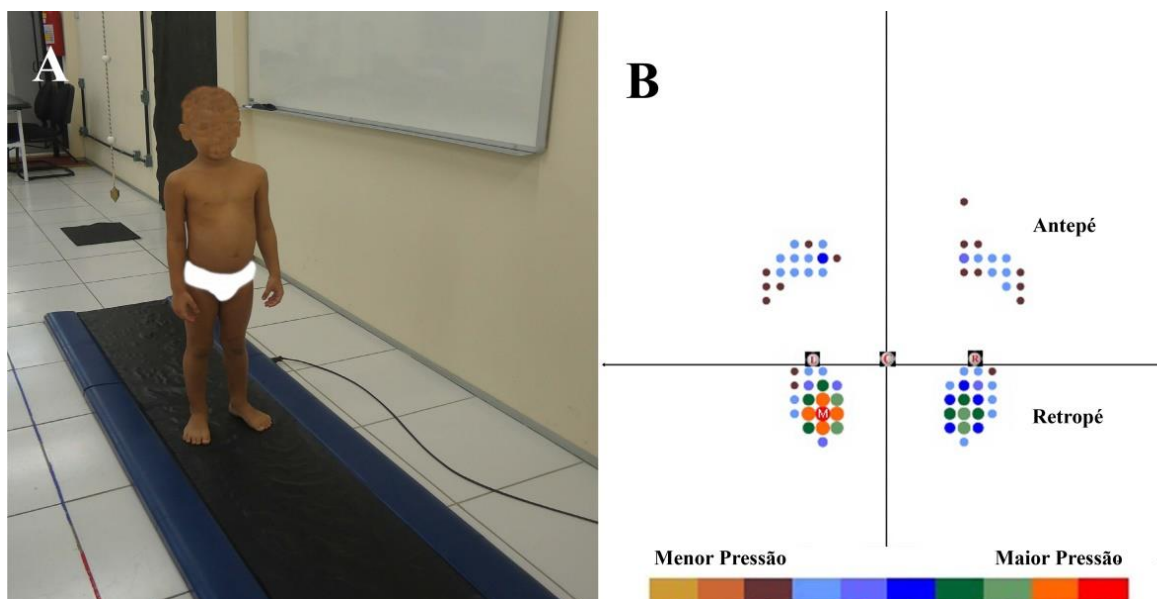 A
B
Antepé
L C R
M
Retropé
Menor Pressão Maior Pressão